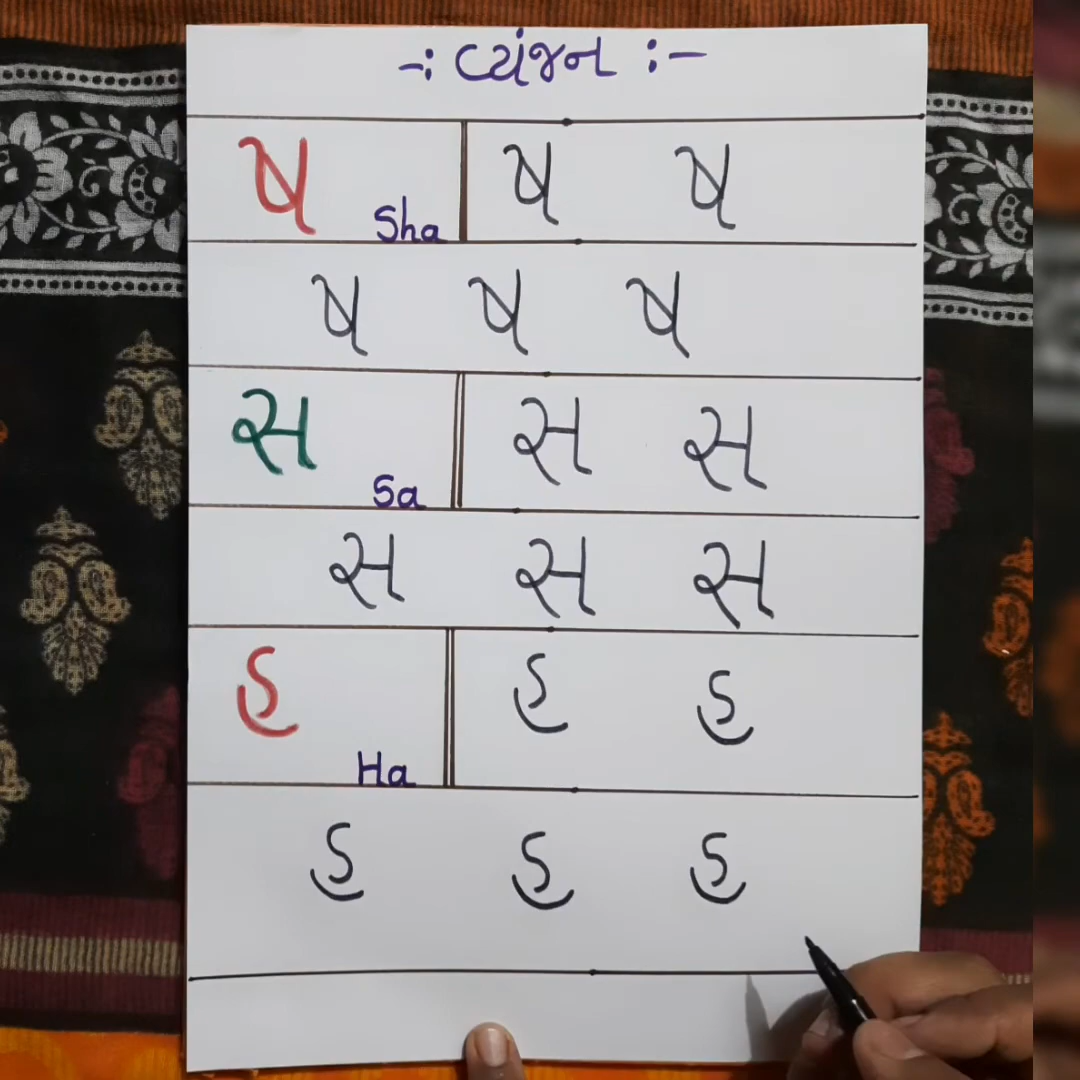 -: વ્યંજન :-
ષ Sha ષ ષ
ષ ષ ષ
સ Sa સ સ
સ સ સ
હ Ha હ હ
હ હ હ